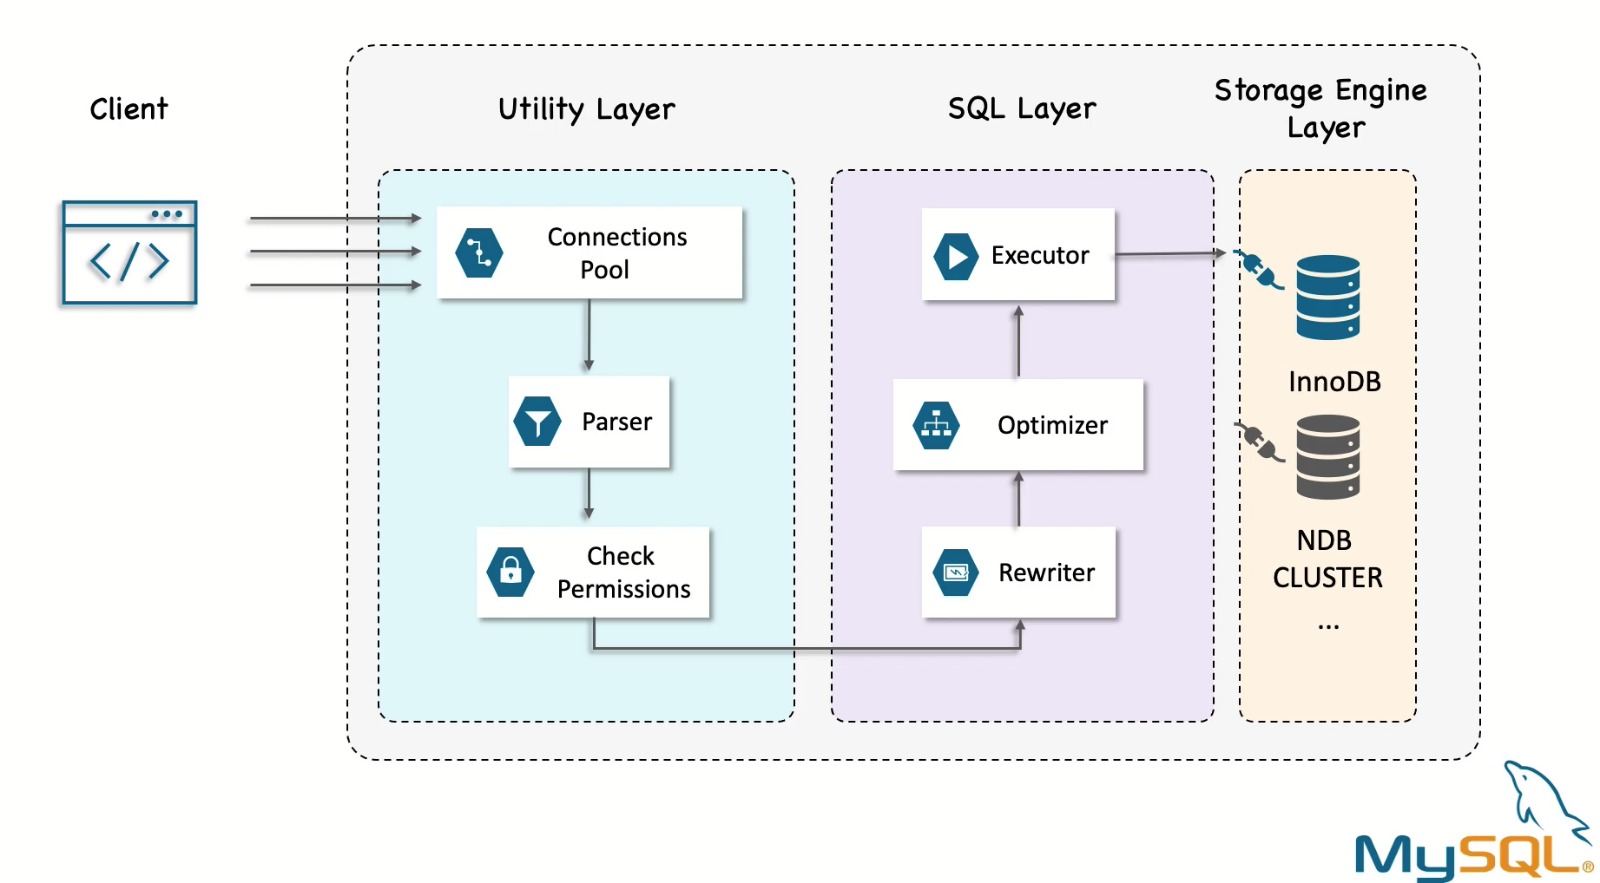 Client
Utility Layer
SQL Layer
Storage Engine
Layer
</>
Connections
Pool
Parser
Check
Permissions
Executor
Optimizer
Rewriter
InnoDB
NDB
CLUSTER
...
MySQL®